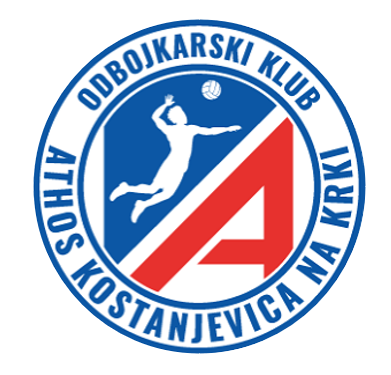 ODBOJKARSKI KLUB
ATHOS KOSTANJEVICA NA KRKI
A